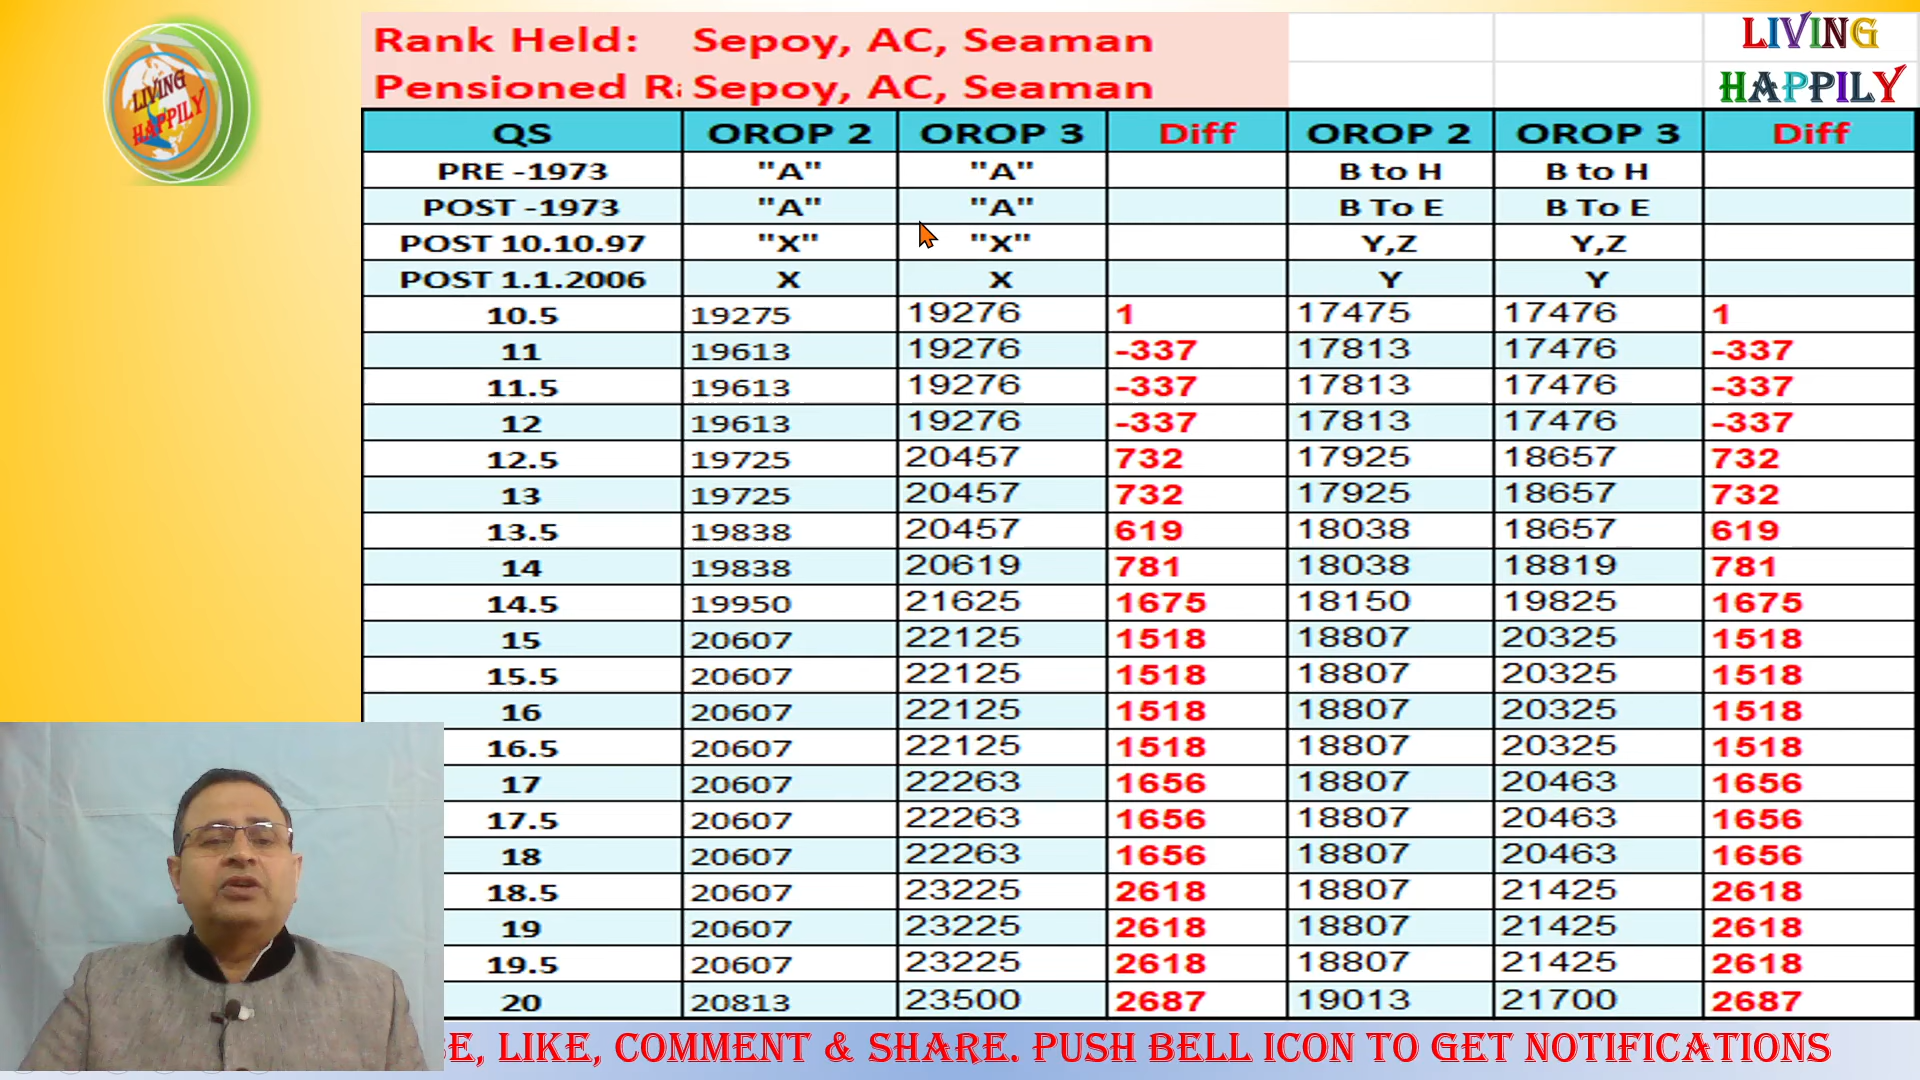 LIVING
HAPPILY
Rank Held: Sepoy, AC, Seaman
Pensioned Ra Sepoy, AC, Seaman
LIVING
HAPPILY
QS OROP 2 OROP 3 Diff OROP 2 OROP 3 Diff
PRE -1973 "A" "A" B to H B to H
POST -1973 "A" "A" B To E B To E
POST 10.10.97 "X" "X" Y,Z Y,Z
POST 1.1.2006 X X Y Y
10.5 19275 19276 1 17475 17476 1
11 19613 19276 -337 17813 17476 -337
11.5 19613 19276 -337 17813 17476 -337
12 19613 19276 -337 17813 17476 -337
12.5 19725 20457 732 17925 18657 732
13 19725 20457 732 17925 18657 732
13.5 19838 20457 619 18038 18657 619
14 19838 20619 781 18038 18819 781
14.5 19950 21625 1675 18150 19825 1675
15 20607 22125 1518 18807 20325 1518
15.5 20607 22125 1518 18807 20325 1518
16 20607 22125 1518 18807 20325 1518
16.5 20607 22125 1518 18807 20325 1518
17 20607 22263 1656 18807 20463 1656
17.5 20607 22263 1656 18807 20463 1656
18 20607 22263 1656 18807 20463 1656
18.5 20607 23225 2618 18807 21425 2618
19 20607 23225 2618 18807 21425 2618
19.5 20607 23225 2618 18807 21425 2618
20 20813 23500 2687 19013 21700 2687
E, LIKE, COMMENT & SHARE. PUSH BELL ICON TO GET NOTIFICATIONS